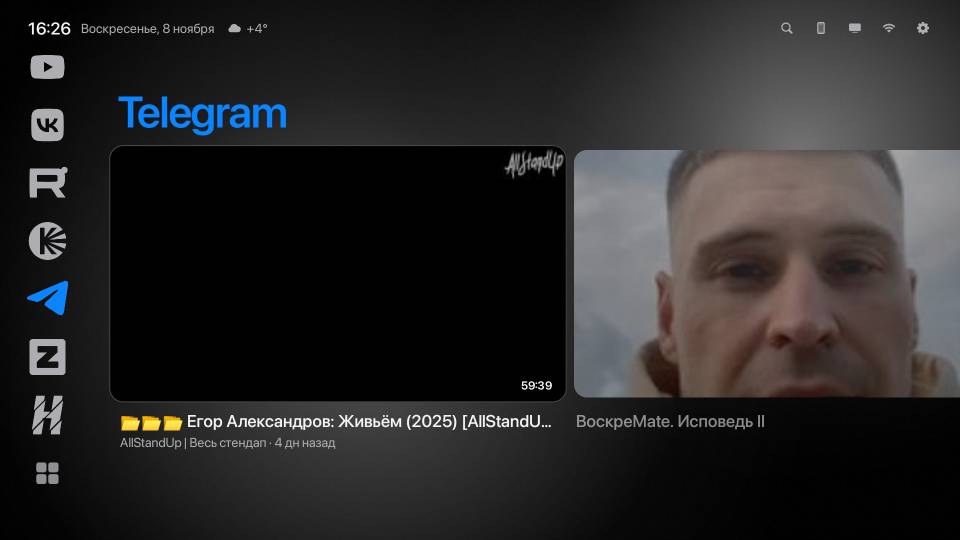 16:26 Воскресенье, 8 ноября +4°
VK
Telegram
AllStandUp
59:39
Егор Александров: Живьём (2025) [AllStandU...
AllStandUp | Весь стендап · 4 дн назад
ВоскреMate. Исповедь II